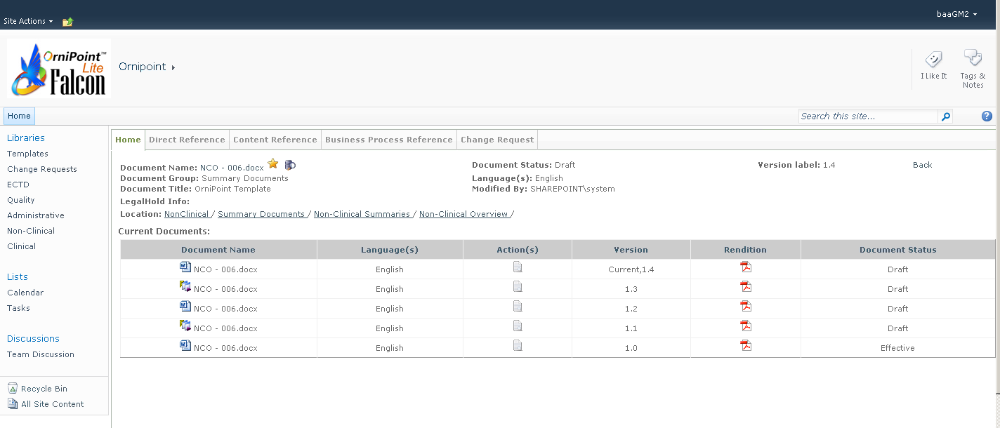 Site Actions
baaGM2
OrniPoint™
Lite
Falcon
Ornipoint
I Like It
Tags &
Notes
Home
Search this site...
Libraries
Templates
Change Requests
ECTD
Quality
Administrative
Non-Clinical
Clinical
Lists
Calendar
Tasks
Discussions
Team Discussion
Recycle Bin
All Site Content
Home Direct Reference Content Reference Business Process Reference Change Request
Document Name: NCO - 006.docx Document Status: Draft Version label: 1.4 Back
Document Group: Summary Documents Language(s): English
Document Title: OrniPoint Template Modified By: SHAREPOINT\system
LegalHold Info:
Location: NonClinical / Summary Documents / Non-Clinical Summaries / Non-Clinical Overview /
Current Documents:
Document Name Language(s) Action(s) Version Rendition Document Status
NCO - 006.docx English Current,1.4 Draft
NCO - 006.docx English 1.3 Draft
NCO - 006.docx English 1.2 Draft
NCO - 006.docx English 1.1 Draft
NCO - 006.docx English 1.0 Effective